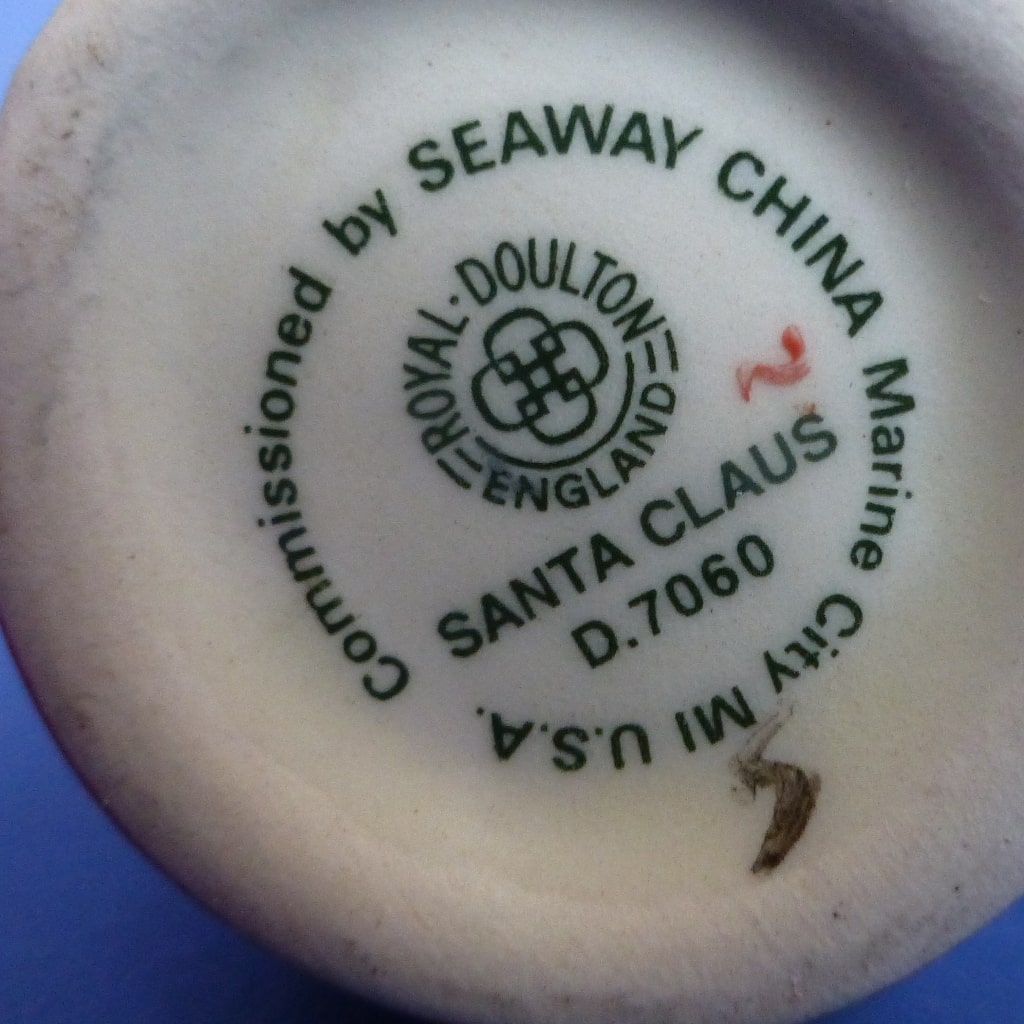 Commissioned by SEAWAY CHINA Marine City MI U.S.A.
ROYAL·DOULTON
ENGLAND
SANTA CLAUS
D.7060